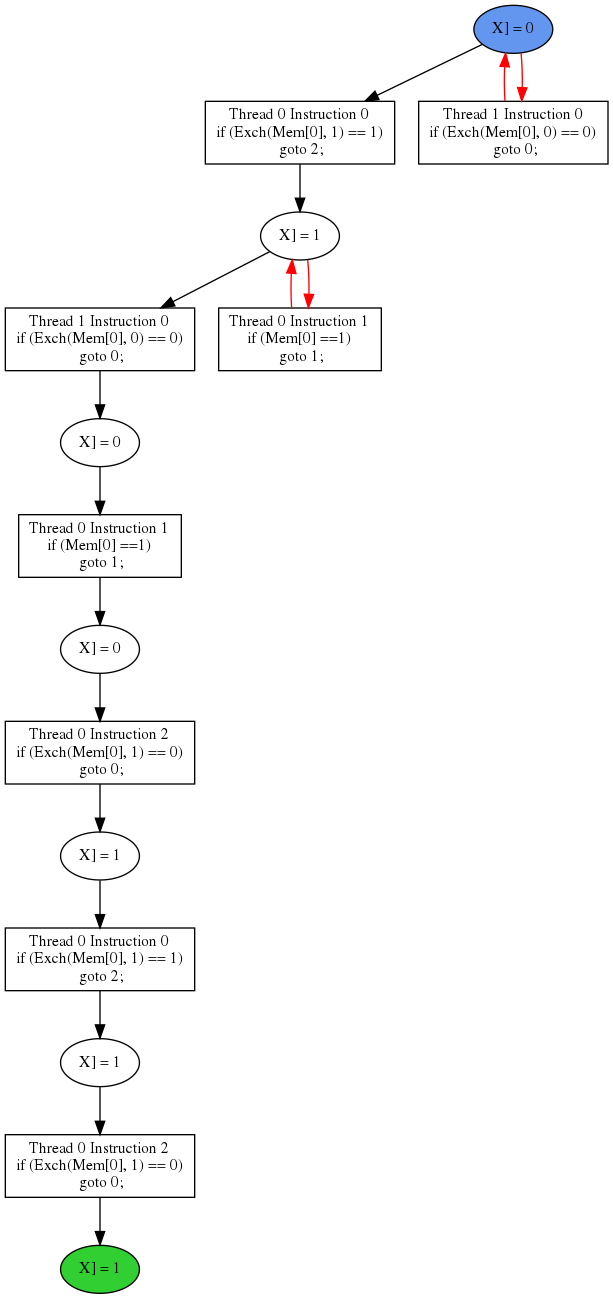 X] = 0
Thread 0 Instruction 0
if (Exch(Mem[0], 1) == 1)
goto 2;
Thread 1 Instruction 0
if (Exch(Mem[0], 0) == 0)
goto 0;
X] = 1
Thread 1 Instruction 0
if (Exch(Mem[0], 0) == 0)
goto 0;
Thread 0 Instruction 1
if (Mem[0] ==1)
goto 1;
X] = 0
Thread 0 Instruction 1
if (Mem[0] ==1)
goto 1;
X] = 0
Thread 0 Instruction 2
if (Exch(Mem[0], 1) == 0)
goto 0;
X] = 1
Thread 0 Instruction 0
if (Exch(Mem[0], 1) == 1)
goto 2;
X] = 1
Thread 0 Instruction 2
if (Exch(Mem[0], 1) == 0)
goto 0;
X] = 1